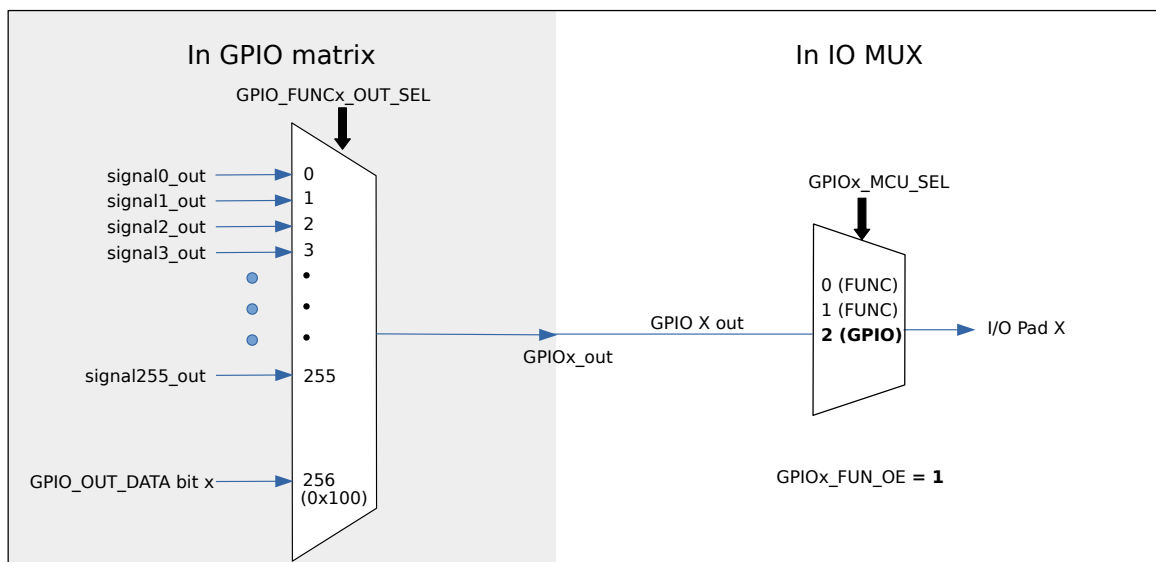 In GPIO matrix
In IO MUX
GPIO_FUNCx_OUT_SEL
signal0_out 0
signal1_out 1
signal2_out 2
signal3_out 3
signal255_out 255
GPIO_OUT_DATA bit x 256
(0x100)
GPIOx_out
GPIO X out
GPIOx_MCU_SEL
0 (FUNC)
1 (FUNC)
2 (GPIO)
I/O Pad X
GPIOx_FUN_OE = 1